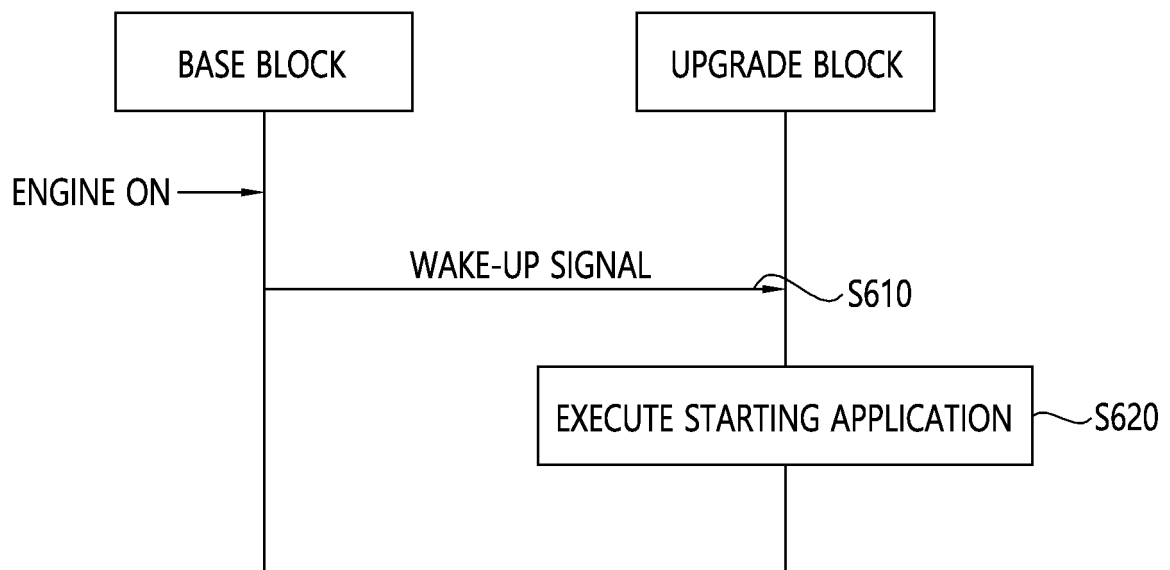 BASE BLOCK
UPGRADE BLOCK
ENGINE ON
WAKE-UP SIGNAL
S610
EXECUTE STARTING APPLICATION
S620